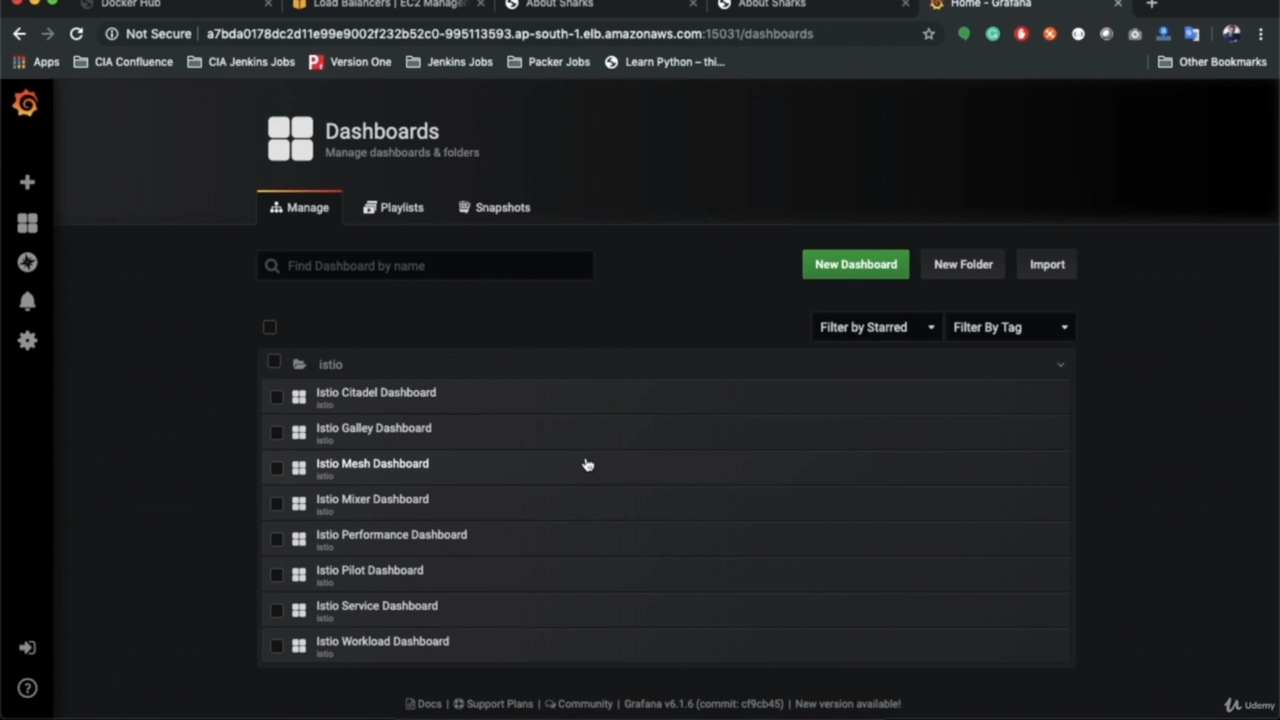 Docker Hub
Load Balancers | EC2 Manage
About Sharks
About Sharks
Home - Grafana
Not Secure | a7bda0178dc2d11e99e9002f232b52c0-995113593.ap-south-1.elb.amazonaws.com:15031/dashboards
Apps CIA Confluence CIA Jenkins Jobs Version One Jenkins Jobs Packer Jobs Learn Python – thi... Other Bookmarks
Dashboards
Manage dashboards & folders
Manage Playlists Snapshots
Find Dashboard by name
New Dashboard New Folder Import
Filter by Starred Filter By Tag
istio
Istio Citadel Dashboard
istio
Istio Galley Dashboard
istio
Istio Mesh Dashboard
istio
Istio Mixer Dashboard
istio
Istio Performance Dashboard
istio
Istio Pilot Dashboard
istio
Istio Service Dashboard
istio
Istio Workload Dashboard
istio
Docs | Support Plans | Community | Grafana v6.1.6 (commit: cf9cb45) | New version available!
Udemy